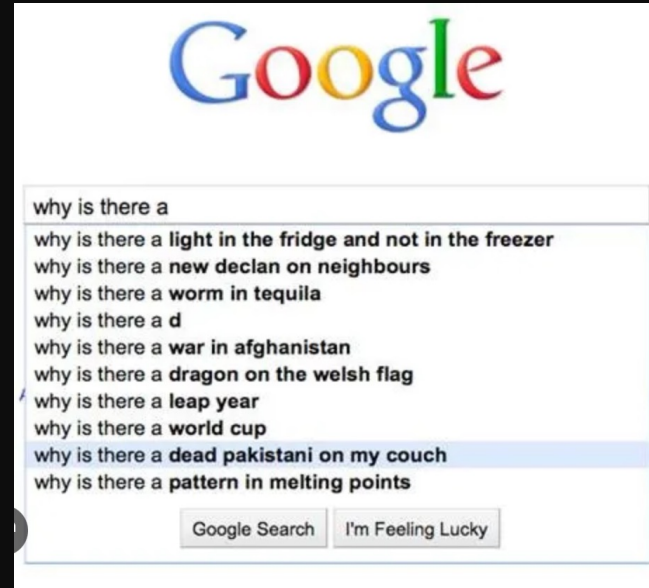 Google
why is there a
why is there a light in the fridge and not in the freezer
why is there a new declan on neighbours
why is there a worm in tequila
why is there a d
why is there a war in afghanistan
why is there a dragon on the welsh flag
why is there a leap year
why is there a world cup
why is there a dead pakistani on my couch
why is there a pattern in melting points
Google Search I'm Feeling Lucky